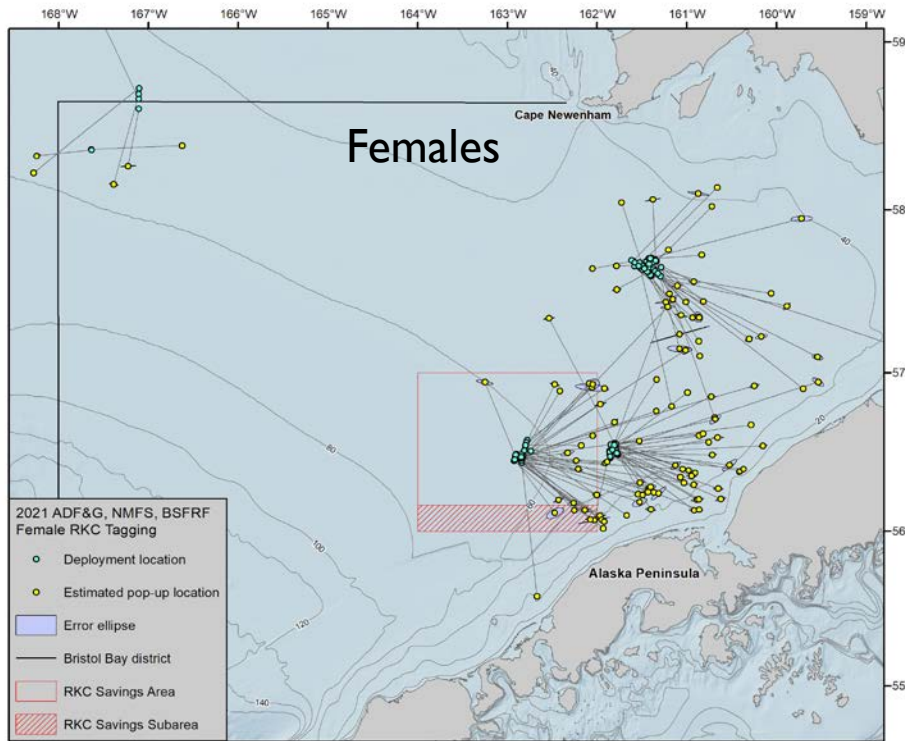 168°W 167°W 166°W 165°W 164°W 163°W 162°W 161°W 160°W 159°W
59
Cape Newenham
Females
58
40
40
57
20
80
60
56
100
120
140
55
Alaska Peninsula
2021 ADF&G, NMFS, BSFRF
Female RKC Tagging
Deployment location
Estimated pop-up location
Error ellipse
Bristol Bay district
RKC Savings Area
RKC Savings Subarea